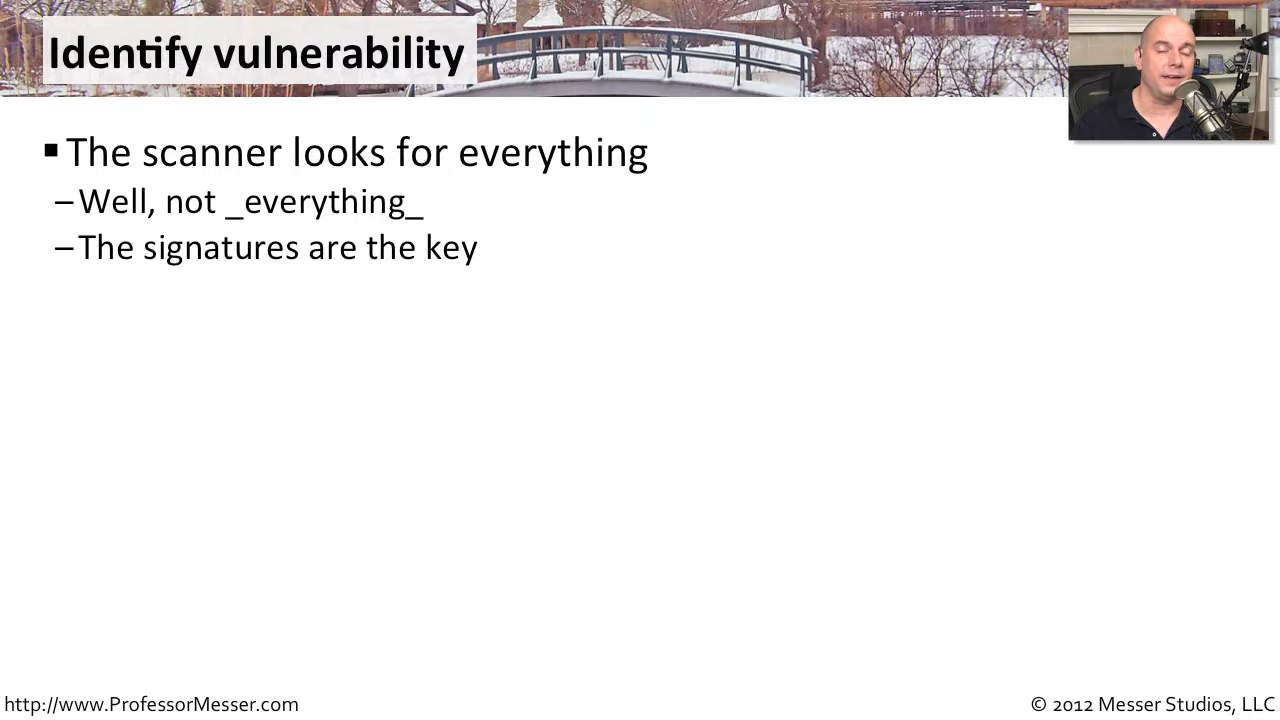 Identify vulnerability
▪ The scanner looks for everything
– Well, not _everything_
– The signatures are the key
http://www.ProfessorMesser.com
© 2012 Messer Studios, LLC